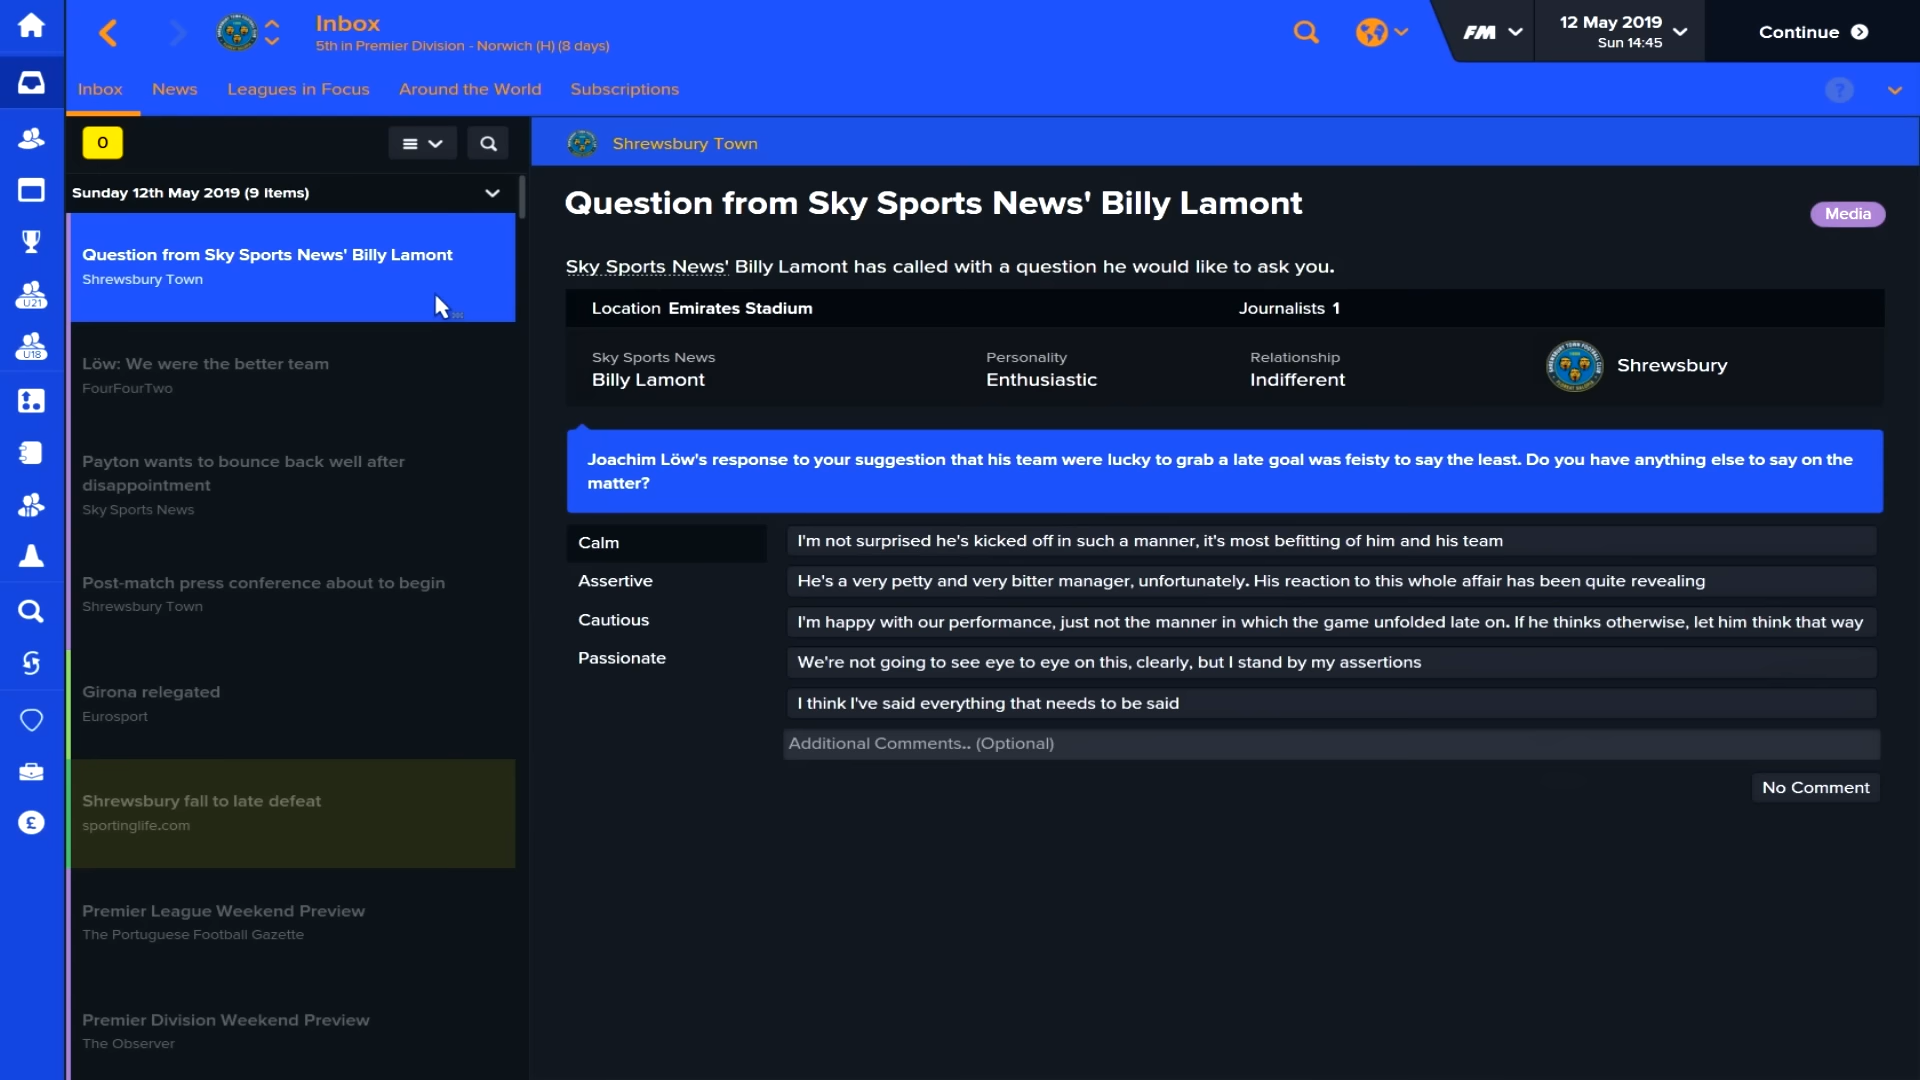 Inbox
5th in Premier Division - Norwich (H) (8 days)
FM
12 May 2019
Sun 14:45
Continue
Inbox
News
Leagues in Focus
Around the World
Subscriptions
?
0
Sunday 12th May 2019 (9 Items)
Question from Sky Sports News' Billy Lamont
Shrewsbury Town
Löw: We were the better team
FourFourTwo
Payton wants to bounce back well after
disappointment
Sky Sports News
Post-match press conference about to begin
Shrewsbury Town
Girona relegated
Eurosport
Shrewsbury fall to late defeat
sportinglife.com
Premier League Weekend Preview
The Portuguese Football Gazette
Premier Division Weekend Preview
The Observer
U21
U18
£
Shrewsbury Town
Question from Sky Sports News' Billy Lamont
Media
Sky Sports News' Billy Lamont has called with a question he would like to ask you.
Location Emirates Stadium
Journalists 1
Sky Sports News
Billy Lamont
Personality
Enthusiastic
Relationship
Indifferent
Shrewsbury
Joachim Löw's response to your suggestion that his team were lucky to grab a late goal was feisty to say the least. Do you have anything else to say on the
matter?
Calm
Assertive
Cautious
Passionate
I'm not surprised he's kicked off in such a manner, it's most befitting of him and his team
He's a very petty and very bitter manager, unfortunately. His reaction to this whole affair has been quite revealing
I'm happy with our performance, just not the manner in which the game unfolded late on. If he thinks otherwise, let him think that way
We're not going to see eye to eye on this, clearly, but I stand by my assertions
I think I've said everything that needs to be said
Additional Comments.. (Optional)
No Comment